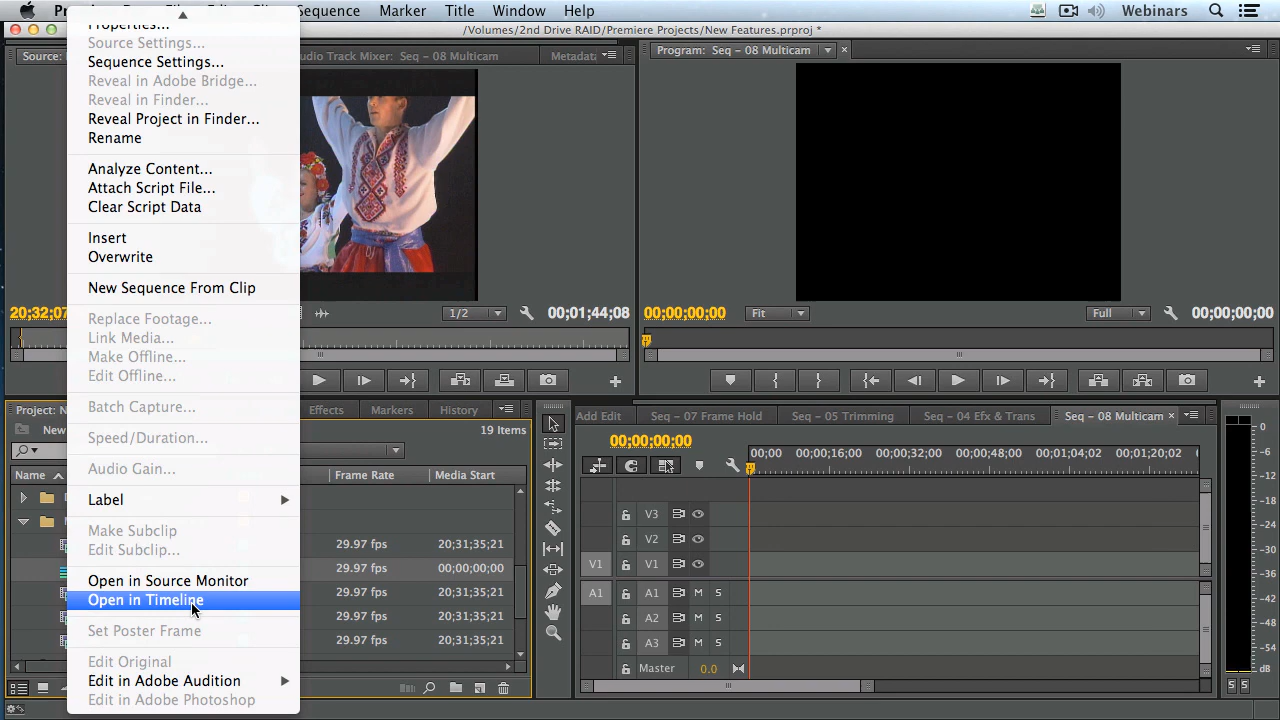 Sequence Marker Title Window Help Webinars
/Volumes/2nd Drive RAID/Premiere Projects/New Features.prproj *
Properties...
Source Settings...
Sequence Settings...
Reveal in Adobe Bridge...
Reveal in Finder...
Reveal Project in Finder...
Rename
Analyze Content...
Attach Script File...
Clear Script Data
Insert
Overwrite
New Sequence From Clip
Replace Footage...
Link Media...
Make Offline...
Edit Offline...
Batch Capture...
Speed/Duration...
Audio Gain...
Label
Make Subclip
Edit Subclip...
Open in Source Monitor
Open in Timeline
Set Poster Frame
Edit Original
Edit in Adobe Audition
Edit in Adobe Photoshop
Source: udio Track Mixer: Seq - 08 Multicam Metada
20;32;07 1/2 00;01;44;08
Program: Seq - 08 Multicam
00;00;00;00 Fit Full 00;00;00;00
Project: N Effects Markers History
New 19 Items
Name Frame Rate Media Start
29.97 fps 20;31;35;21
29.97 fps 00;00;00;00
29.97 fps 20;31;35;21
29.97 fps 20;31;35;21
29.97 fps 20;31;35;21
Add Edit Seq - 07 Frame Hold Seq - 05 Trimming Seq - 04 Efx & Trans Seq - 08 Multicam
00;00;00;00
00;00 00;00;16;00 00;00;32;00 00;00;48;00 00;01;04;02 00;01;20;02
V3
V2
V1 V1
A1 A1 M S
A2 M S
A3 M S
Master 0.0
0
-6
-12
-18
-24
-30
-36
-42
-48
-54
dB
S S